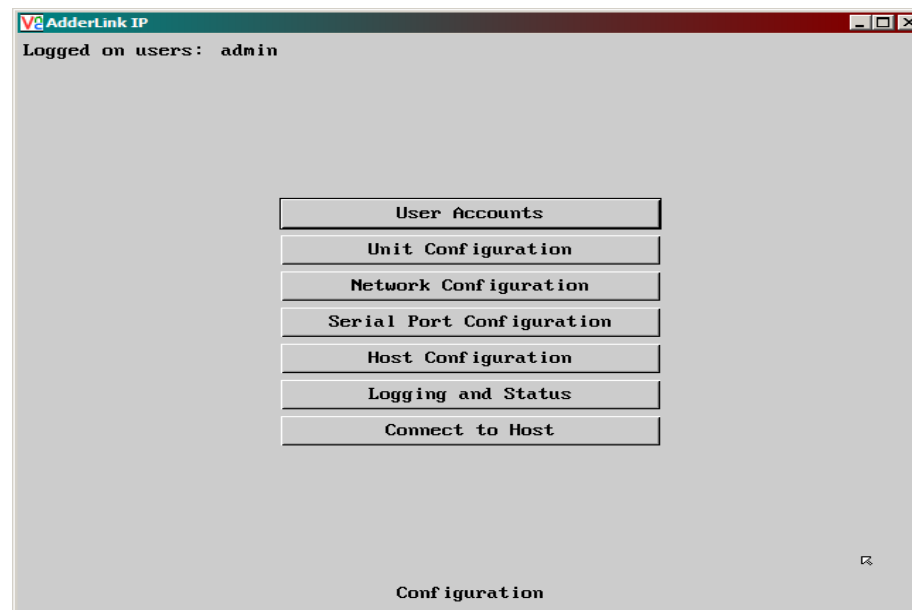 AdderLink IP
Logged on users: admin
User Accounts
Unit Configuration
Network Configuration
Serial Port Configuration
Host Configuration
Logging and Status
Connect to Host
Configuration